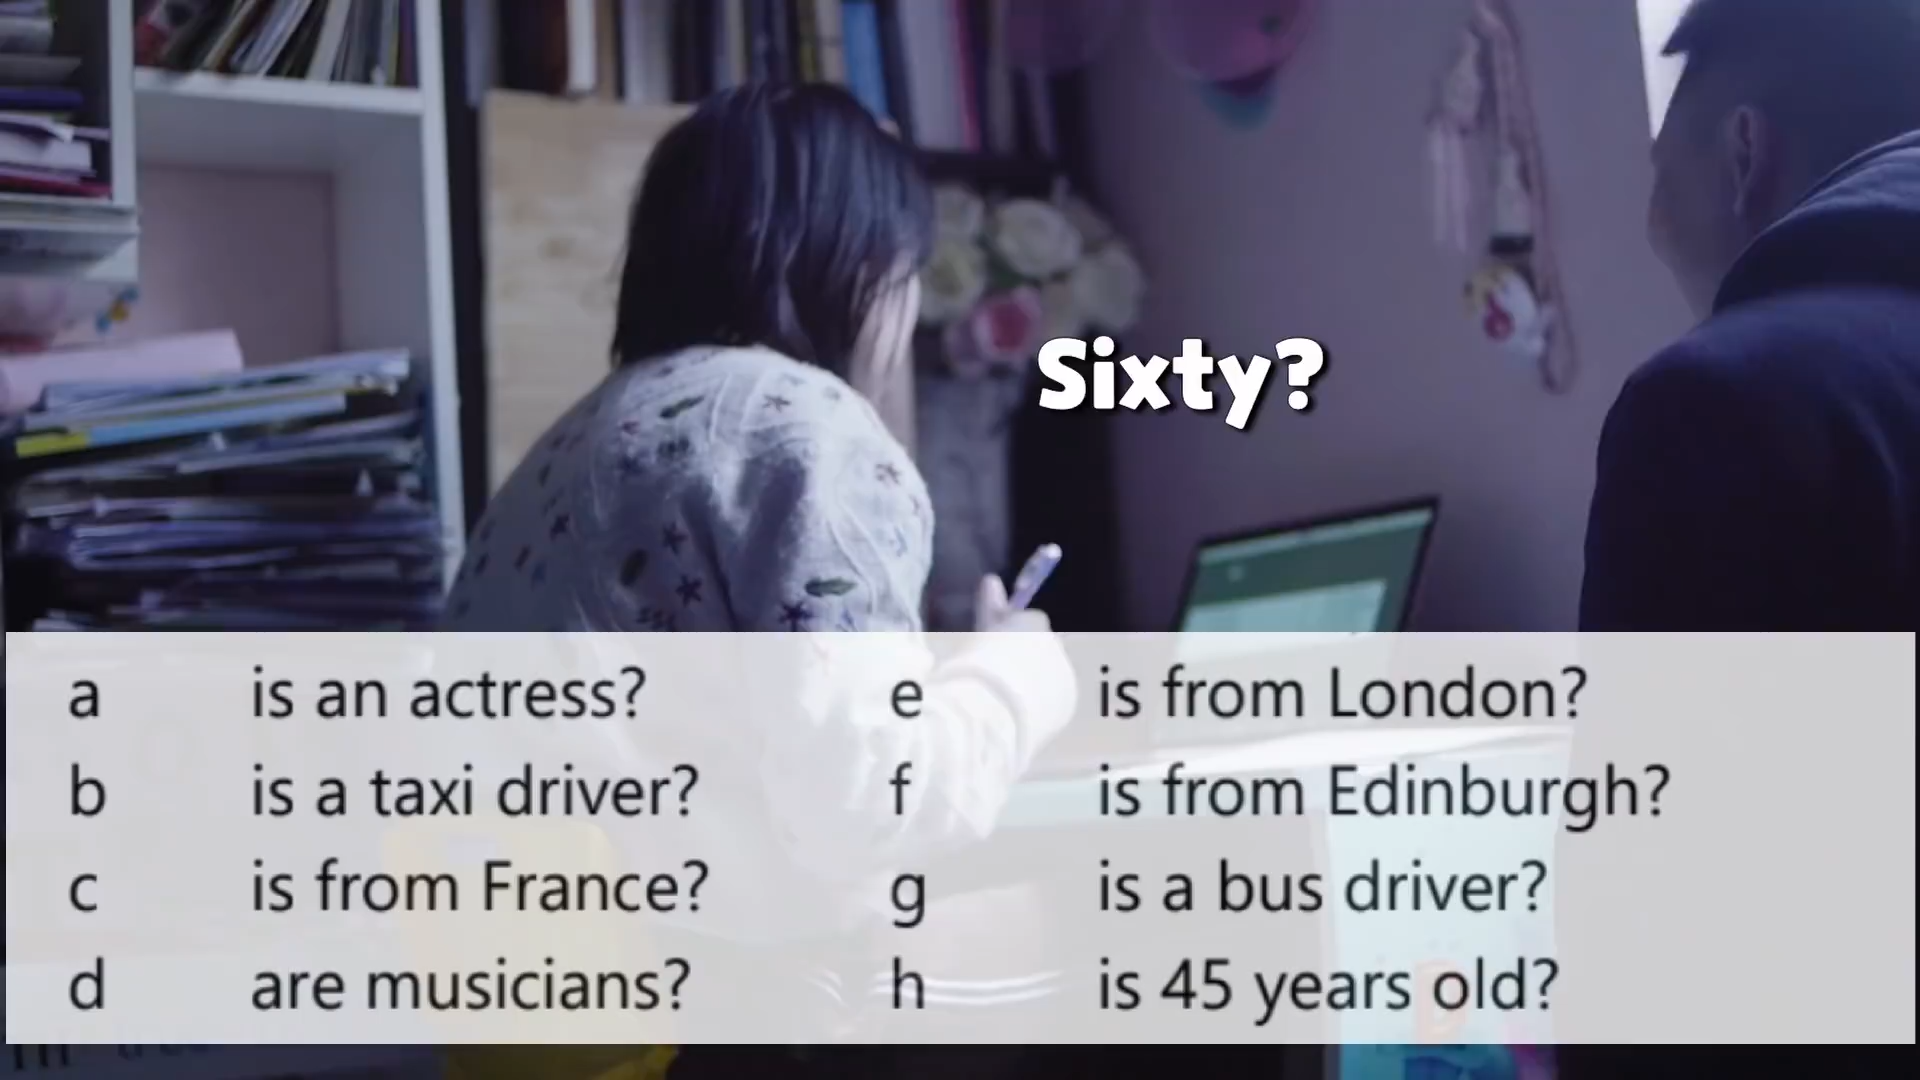 Sixty?
a is an actress?
b is a taxi driver?
c is from France?
d are musicians?
e is from London?
f is from Edinburgh?
g is a bus driver?
h is 45 years old?